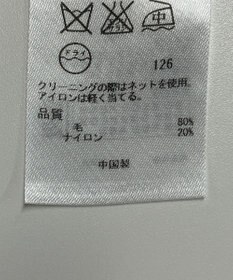 中
ドライ
126
クリーニングの際はネットを使用。
アイロンは軽く当てる。
品質
毛 80%
ナイロン 20%
中国製